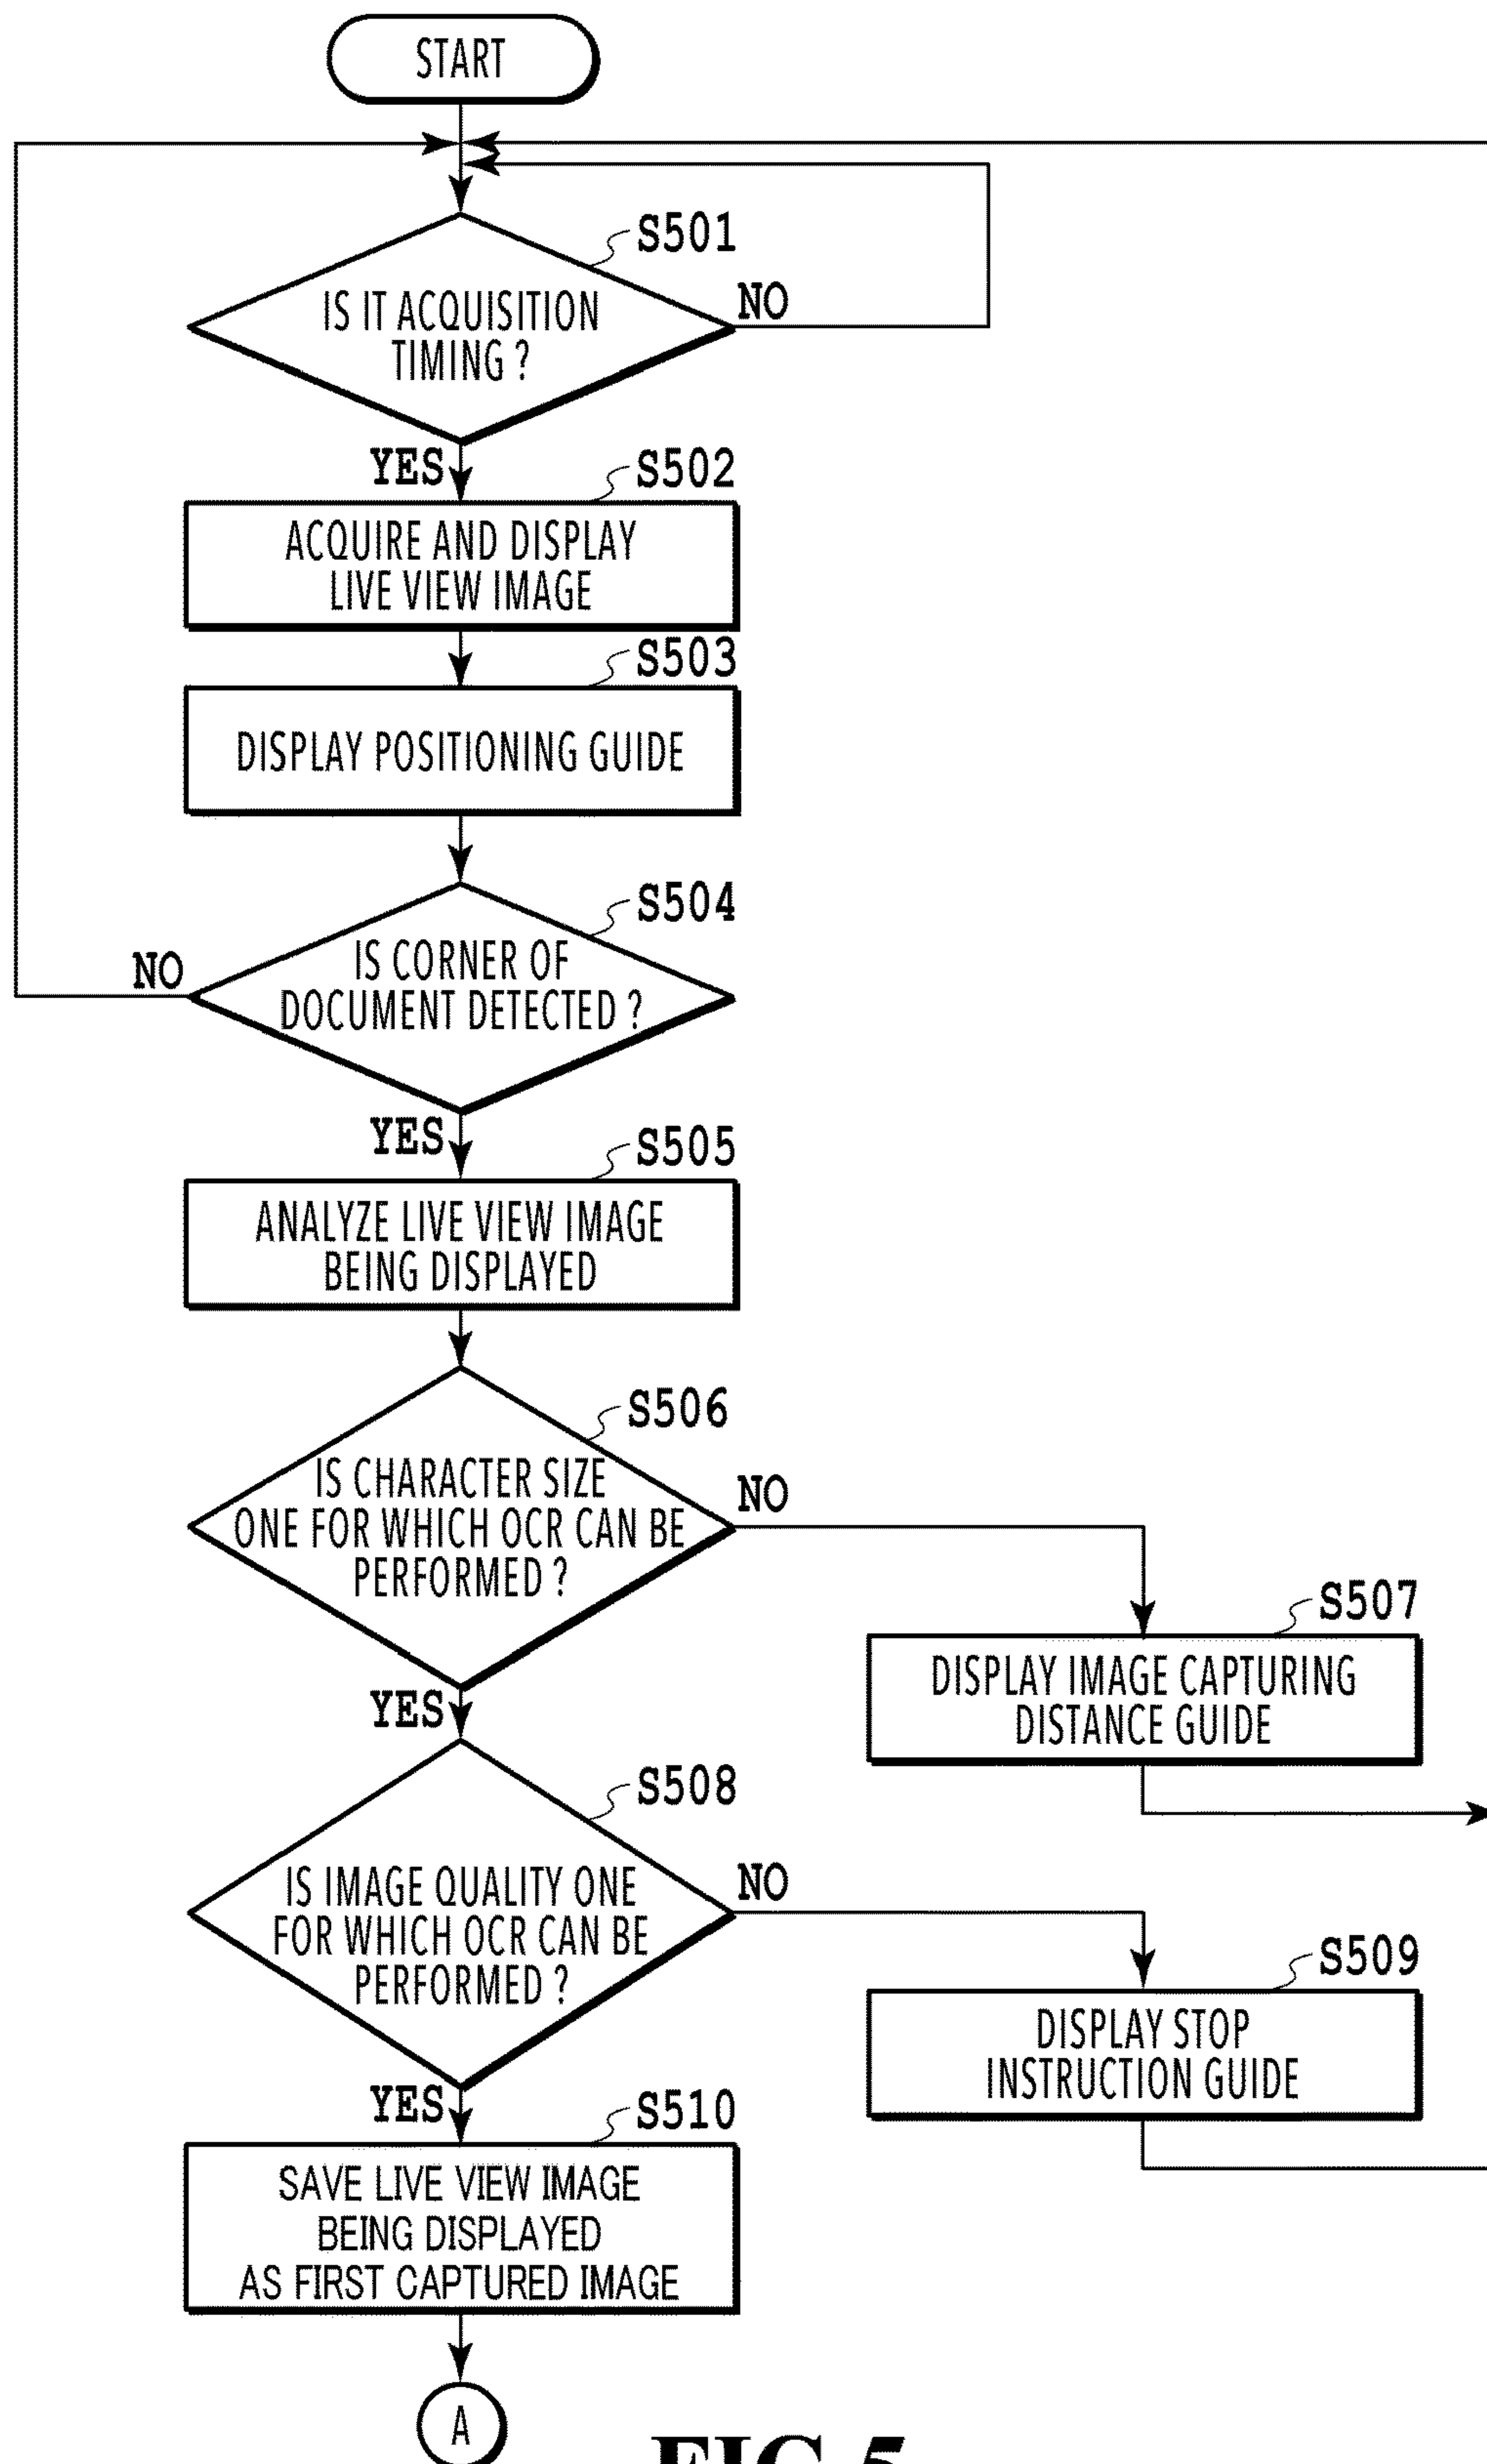 START
S501
IS IT ACQUISITION
TIMING ?
NO
YES
S502
ACQUIRE AND DISPLAY
LIVE VIEW IMAGE
S503
DISPLAY POSITIONING GUIDE
S504
IS CORNER OF
DOCUMENT DETECTED ?
NO
YES
S505
ANALYZE LIVE VIEW IMAGE
BEING DISPLAYED
S506
IS CHARACTER SIZE
ONE FOR WHICH OCR CAN BE
PERFORMED ?
NO
YES
S507
DISPLAY IMAGE CAPTURING
DISTANCE GUIDE
S508
IS IMAGE QUALITY ONE
FOR WHICH OCR CAN BE
PERFORMED ?
NO
YES
S509
DISPLAY STOP
INSTRUCTION GUIDE
S510
SAVE LIVE VIEW IMAGE
BEING DISPLAYED
AS FIRST CAPTURED IMAGE
A
FIG.5